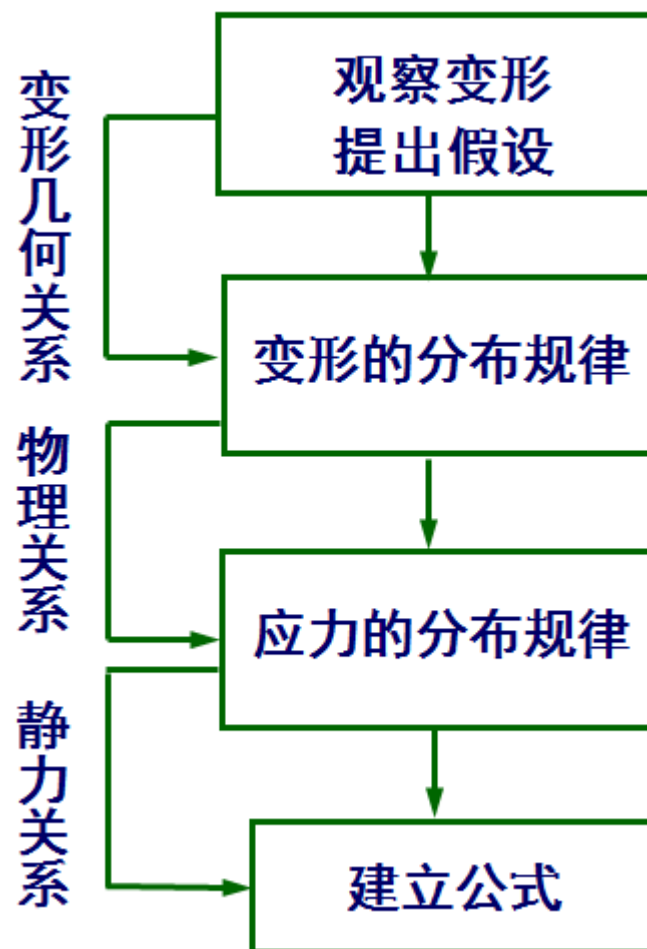 观察变形
提出假设
变形几何关系
变形的分布规律
物理关系
应力的分布规律
静力关系
建立公式